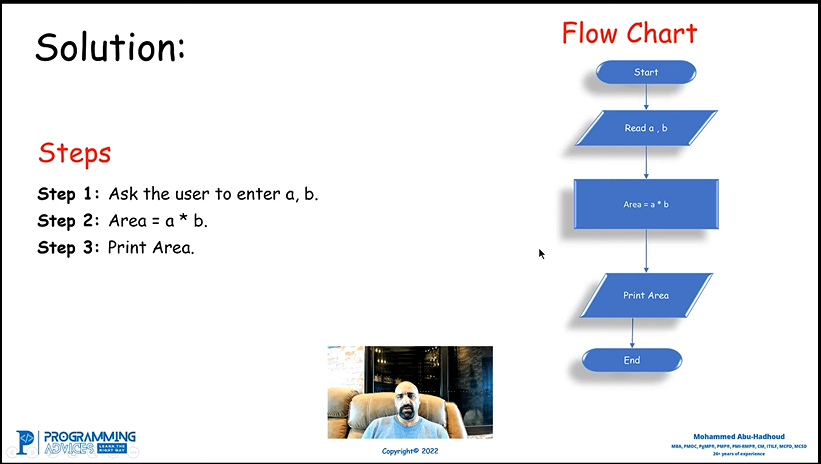 Solution:
Flow Chart
Start
Read a , b
Area = a * b
Print Area
End
Steps
Step 1: Ask the user to enter a, b.
Step 2: Area = a * b.
Step 3: Print Area.
PROGRAMMING
ADVICES LEARN THE
RIGHT WAY
Copyright© 2022
Mohammed Abu-Hadhoud
MBA, PMOC, PgMP®, PMP®, PMI-RMP®, CM, ITILF, MCPD, MCSD
26+ years of experience